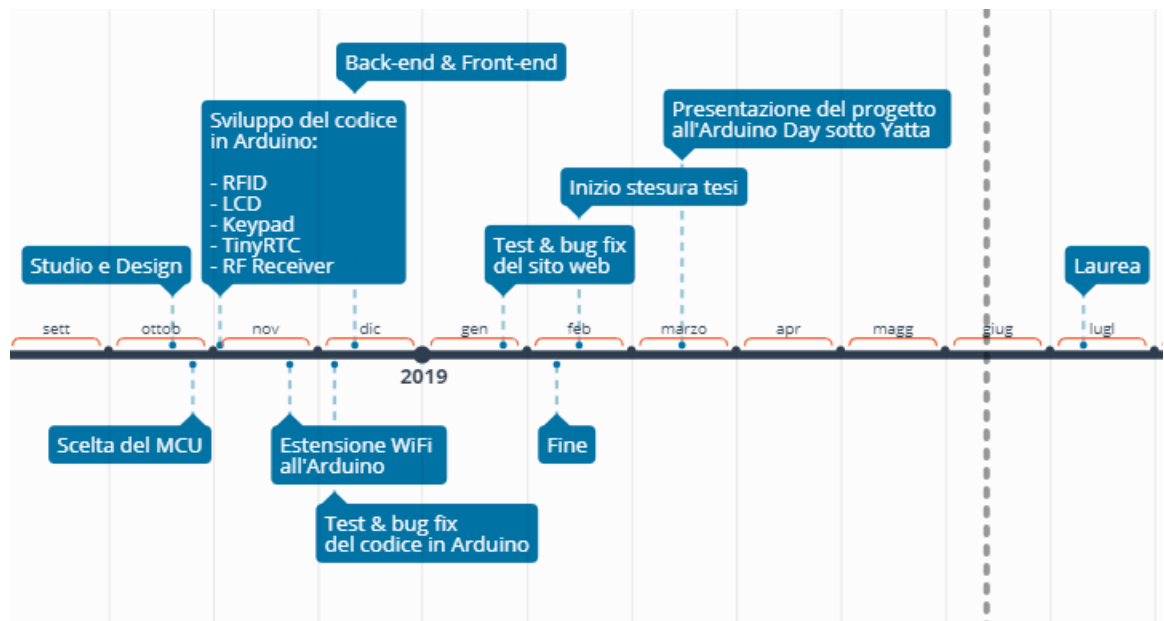 Back-end & Front-end
Sviluppo del codice
in Arduino:
- RFID
- LCD
- Keypad
- TinyRTC
- RF Receiver
Presentazione del progetto
all'Arduino Day sotto Yatta
Inizio stesura tesi
Studio e Design
Test & bug fix
del sito web
Laurea
sett
ottob
nov
dic
gen
feb
marzo
apr
magg
giug
lugl
2019
Scelta del MCU
Estensione WiFi
all'Arduino
Fine
Test & bug fix
del codice in Arduino